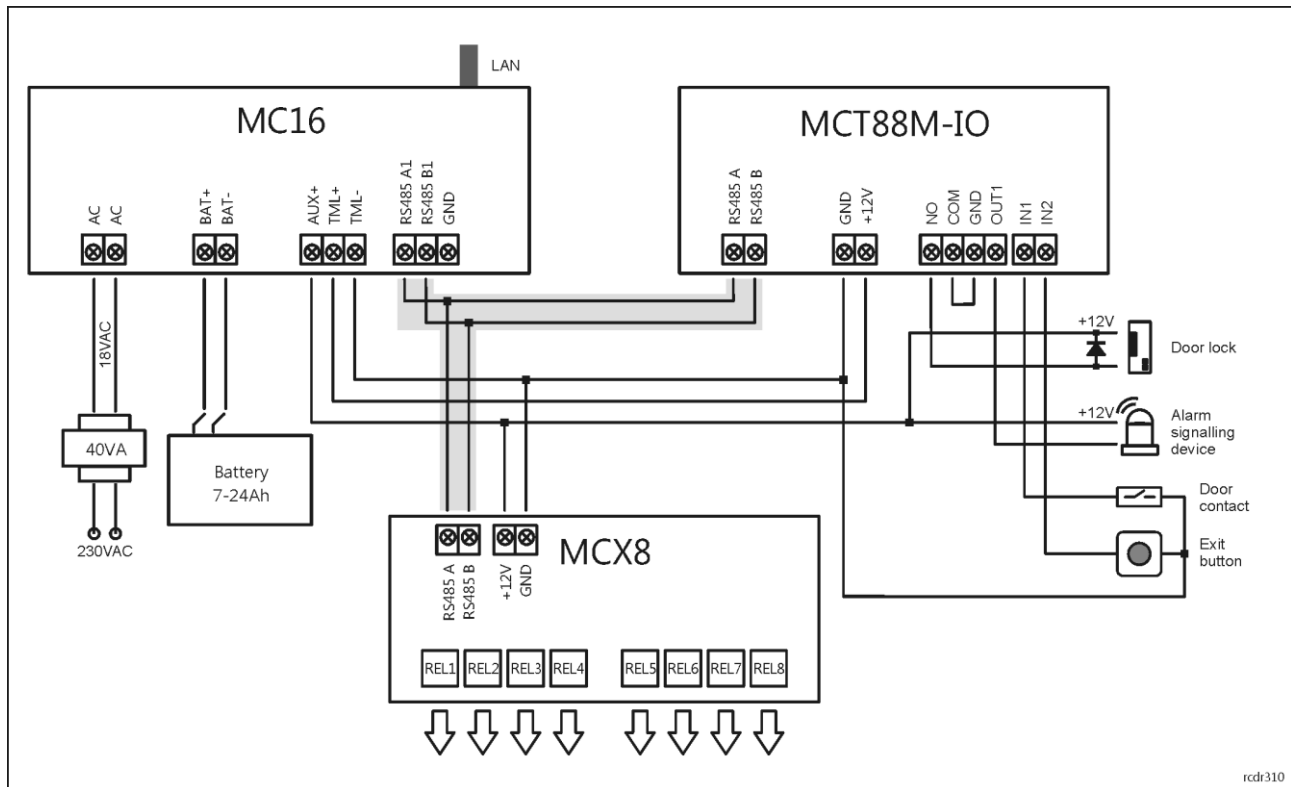 LAN
MC16
MCT88M-IO
AC
AC
BAT+
BAT-
AUX+
TML+
TML-
RS485 A1
RS485 B1
GND
RS485 A
RS485 B
GND
+12V
NO
COM
GND
OUT1
IN1
IN2
18VAC
+12V
Door lock
+12V
Alarm
signalling
device
40VA
Battery
7-24Ah
Door
contact
230VAC
Exit
button
MCX8
RS485 A
RS485 B
+12V
GND
REL1
REL2
REL3
REL4
REL5
REL6
REL7
REL8
rcdr310